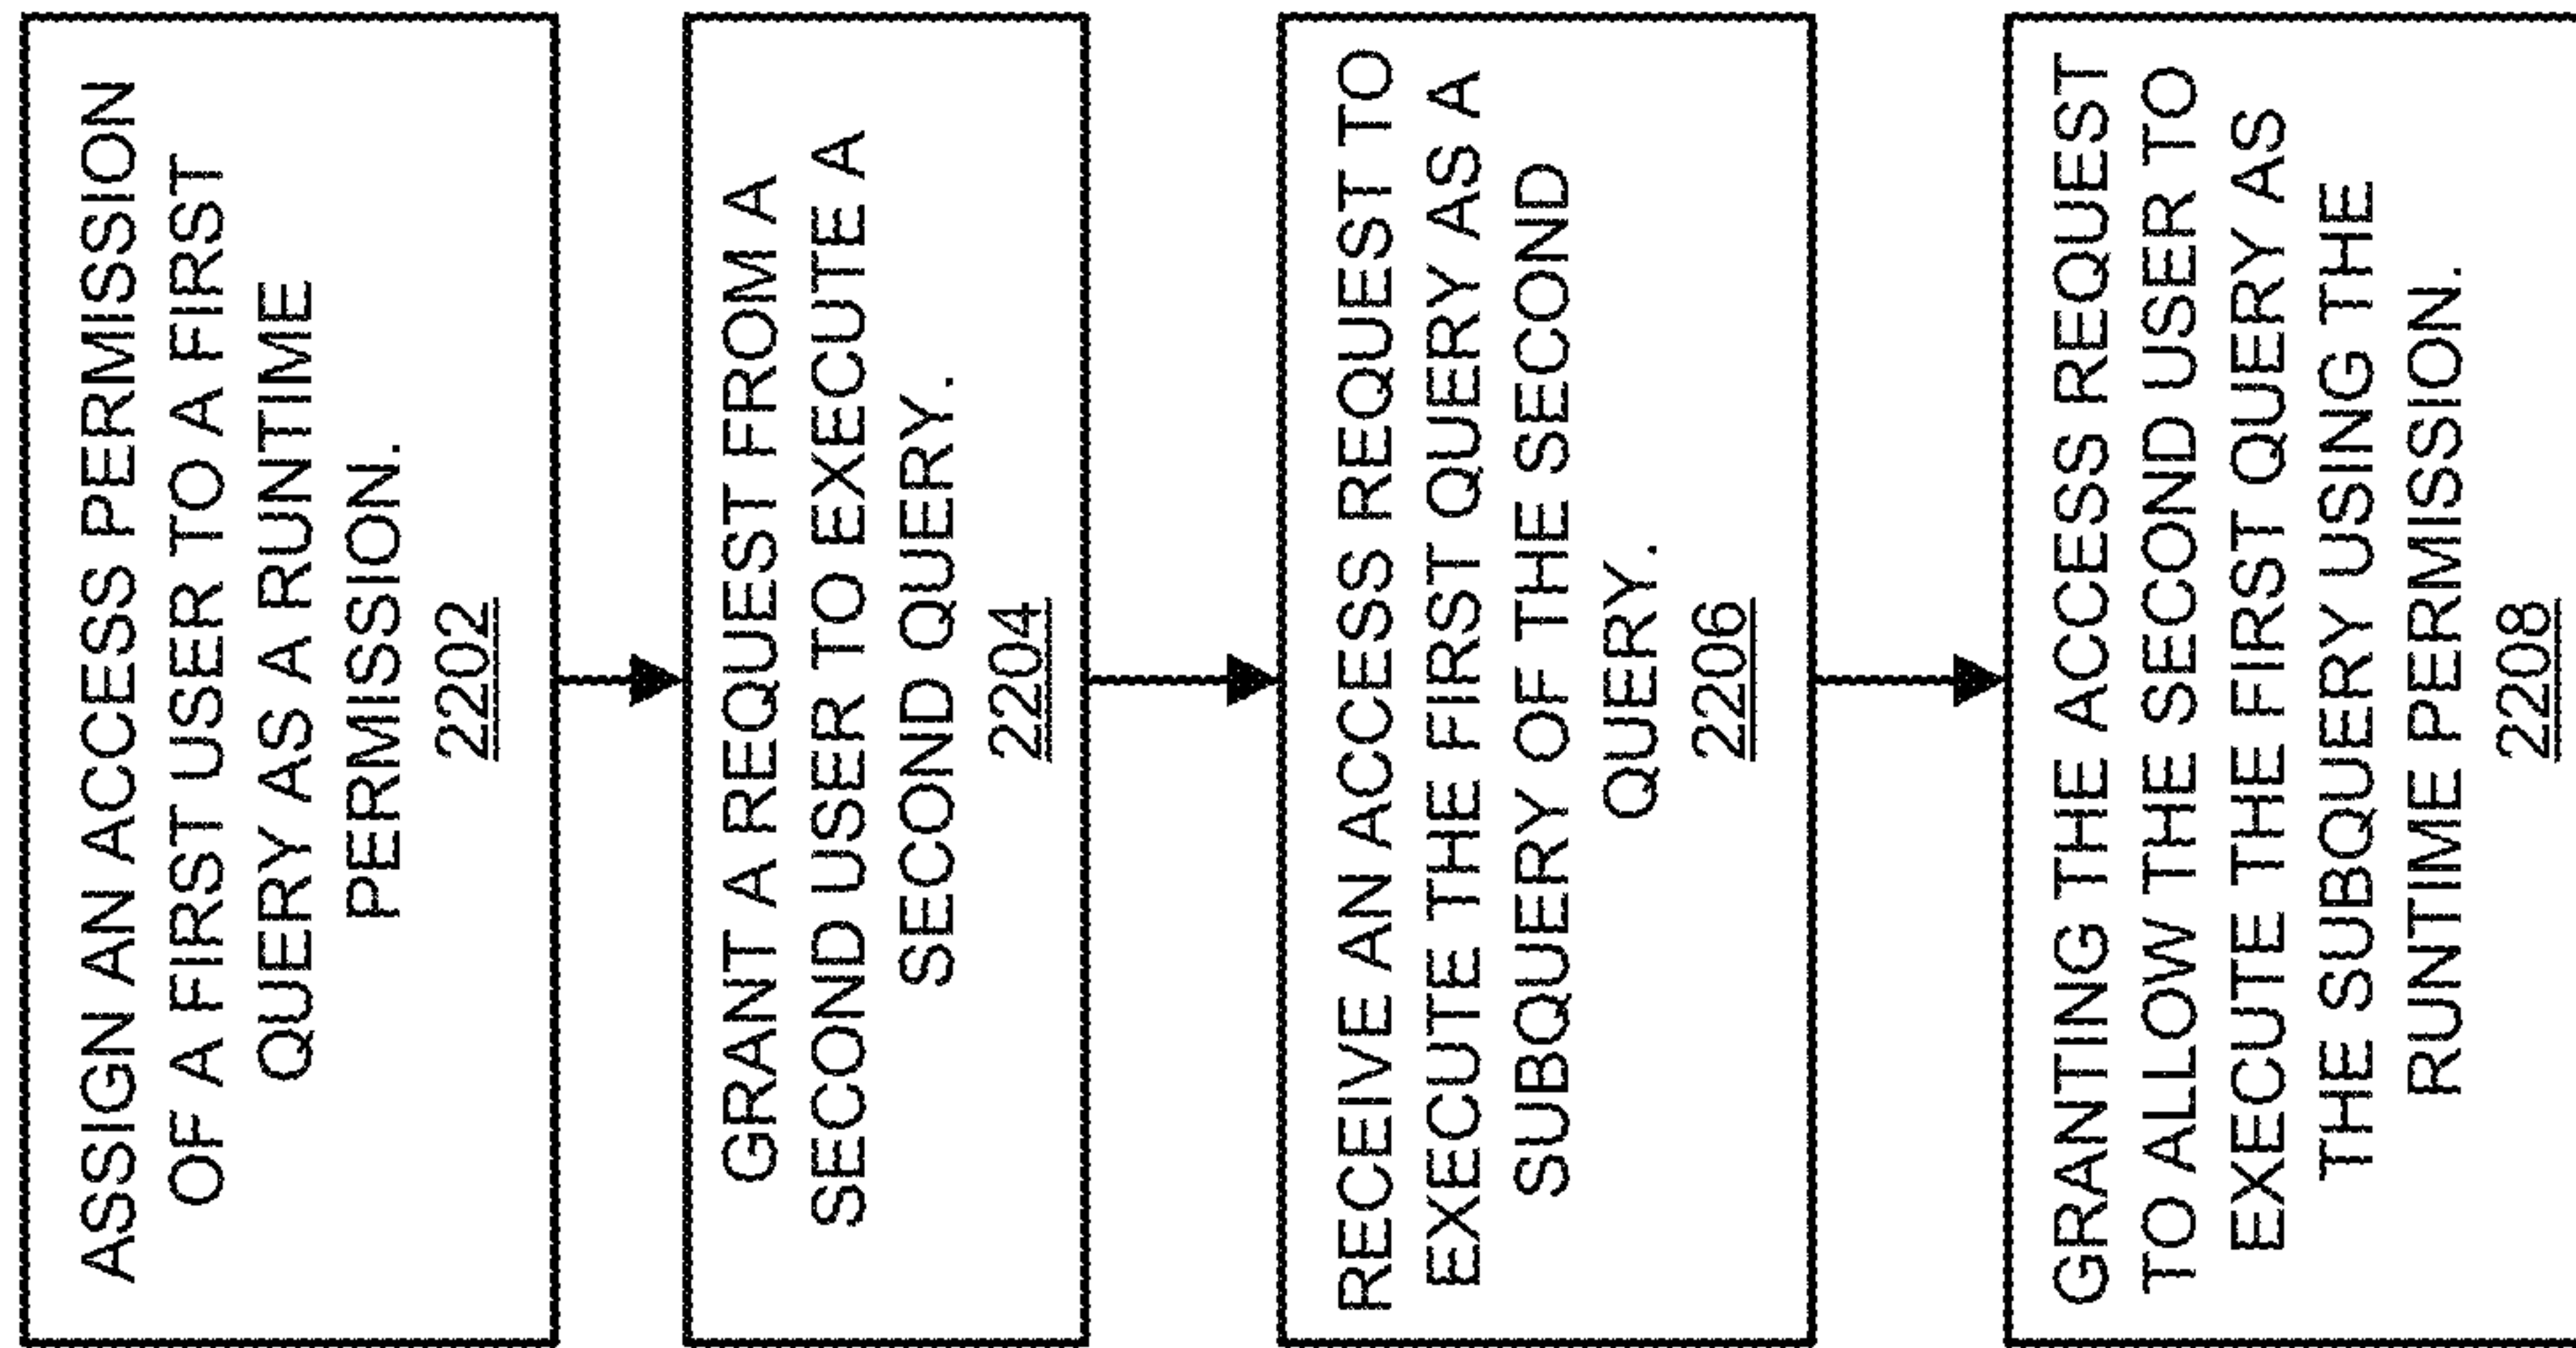 ASSIGN AN ACCESS PERMISSION
OF A FIRST USER TO A FIRST
QUERY AS A RUNTIME
PERMISSION.
2202
GRANT A REQUEST FROM A
SECOND USER TO EXECUTE A
SECOND QUERY.
2204
RECEIVE AN ACCESS REQUEST TO
EXECUTE THE FIRST QUERY AS A
SUBQUERY OF THE SECOND
QUERY.
2206
GRANTING THE ACCESS REQUEST
TO ALLOW THE SECOND USER TO
EXECUTE THE FIRST QUERY AS
THE SUBQUERY USING THE
RUNTIME PERMISSION.
2208